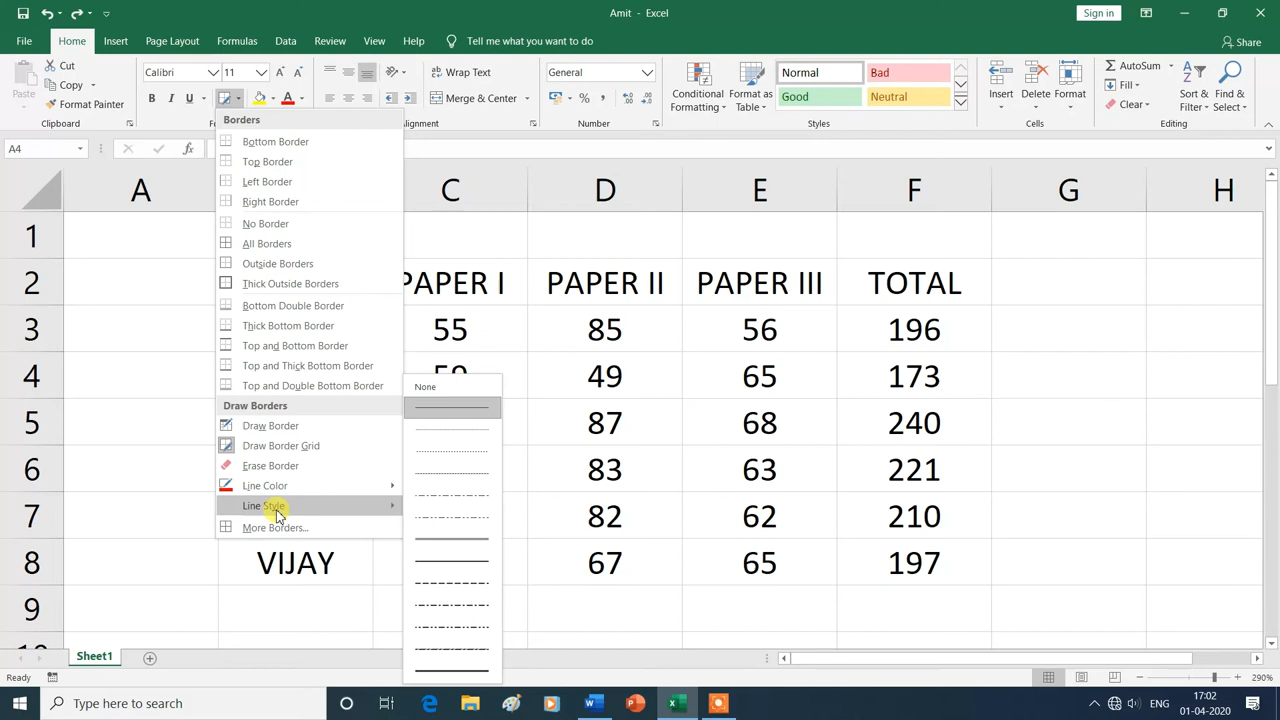 Amit - Excel
Sign in
File Home Insert Page Layout Formulas Data Review View Help Tell me what you want to do Share
Paste
Cut
Copy
Format Painter
Clipboard
Calibri 11
B I U
Wrap Text
Merge & Center
Alignment
General
Number
Conditional Formatting
Format as Table
Normal Bad
Good Neutral
Styles
Insert Delete Format
Cells
AutoSum
Fill
Clear
Sort & Filter
Find & Select
Editing
A4
fx
A C D E F G H
Borders
Bottom Border
Top Border
Left Border
Right Border
No Border
All Borders
Outside Borders
Thick Outside Borders
Bottom Double Border
Thick Bottom Border
Top and Bottom Border
Top and Thick Bottom Border
Top and Double Bottom Border
Draw Borders
Draw Border
Draw Border Grid
Erase Border
Line Color
Line Style
More Borders...
None
1
2 PAPER I PAPER II PAPER III TOTAL
3 55 85 56 196
4 49 65 173
5 87 68 240
6 83 63 221
7 82 62 210
8 VIJAY 67 65 197
9
Sheet1
Ready
290%
Type here to search
ENG
17:02
01-04-2020